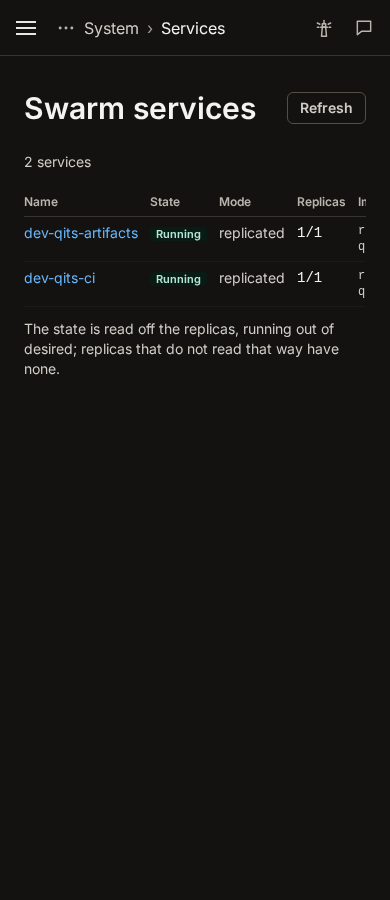 System › Services
Swarm services
Refresh
2 services
Name State Mode Replicas
dev-qits-artifacts Running replicated 1/1
dev-qits-ci Running replicated 1/1
The state is read off the replicas, running out of
desired; replicas that do not read that way have
none.